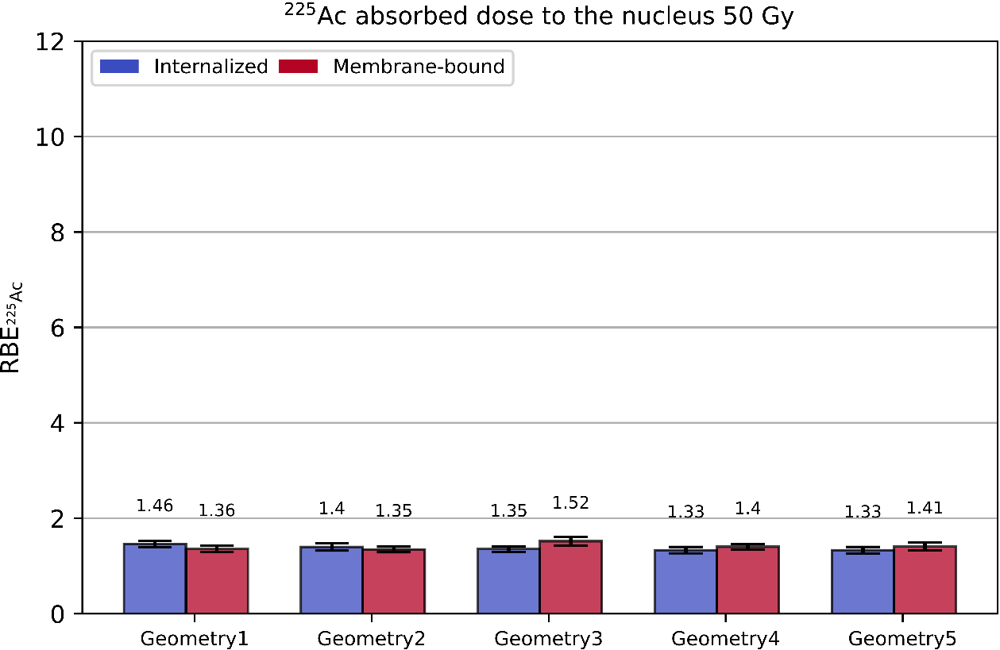 ²²⁵Ac absorbed dose to the nucleus 50 Gy
Internalized Membrane-bound
12
10
8
6
4
2
0
RBE²²⁵Ac
1.46 1.36 1.4 1.35 1.35 1.52 1.33 1.4 1.33 1.41
Geometry1 Geometry2 Geometry3 Geometry4 Geometry5